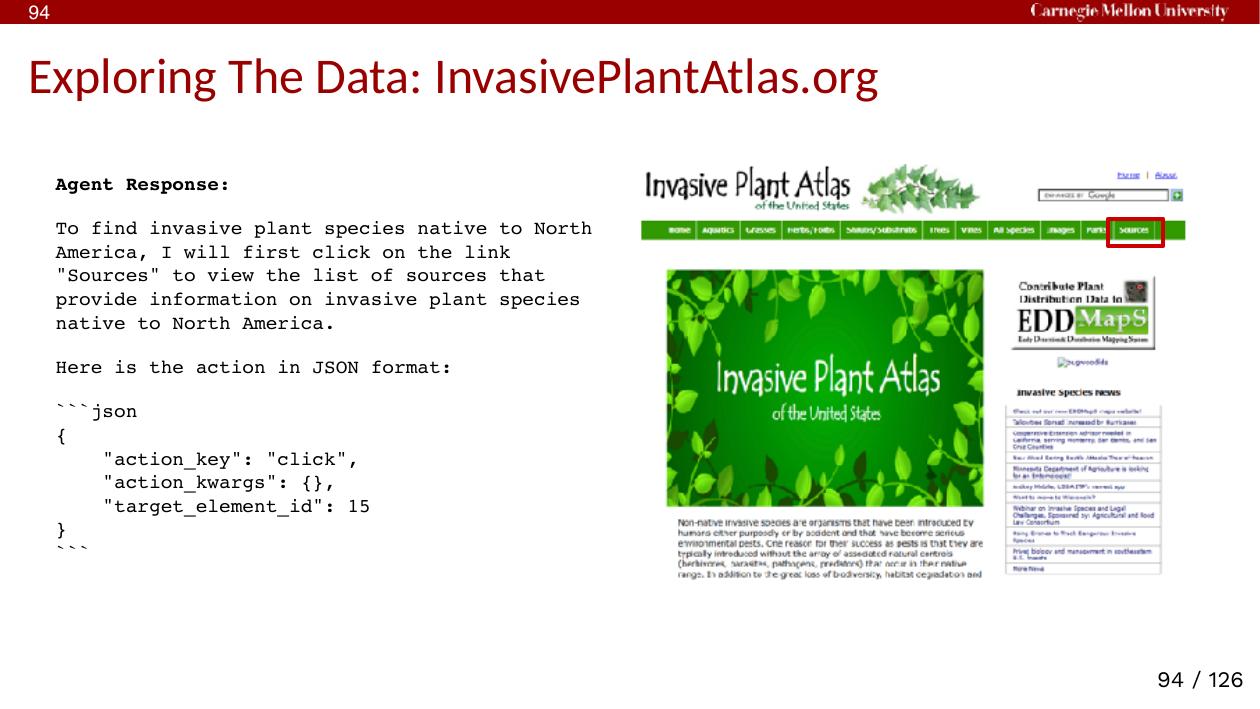 94
Carnegie Mellon University
Exploring The Data: InvasivePlantAtlas.org
Agent Response:
To find invasive plant species native to North
America, I will first click on the link
"Sources" to view the list of sources that
provide information on invasive plant species
native to North America.
Here is the action in JSON format:
```json
{
    "action_key": "click",
    "action_kwargs": {},
    "target_element_id": 15
}
```
Invasive Plant Atlas
of the United States
Home | About
ENHANCED BY Google
Home Aquatics Grasses Herbs/Forbs Shrubs/Subshrubs Trees Vines All Species Images Parks Sources
Invasive Plant Atlas
of the United States
Non-native invasive species are organisms that have been introduced by
humans either purposely or by accident and that have become serious
environmental pests. One reason for their success as pests is that they are
typically introduced without the array of associated natural controls
(herbivores, parasites, pathogens, predators) that occur in their native
range. In addition to the great loss of biodiversity, habitat degradation and
Contribute Plant
Distribution Data to
EDDMapS
Early Detection & Distribution Mapping System
bugwoodlife
Invasive Species News
Check out our new EDDMapS maps website!
Tallowtree Spread Increased by Hurricanes
Cooperative Extension Advisor needed in
California, serving Monterey, San Benito, and San
Cruz Counties
Minnesota Department of Agriculture is looking
for an Entomologist!
Want to move to Wisconsin?
Webinar on Invasive Species and Legal
Challenges, Sponsored by: Agricultural and Food
Law Consortium
Using Drones to Track Dangerous Invasive
Species
Privet biology and management in southeastern
U.S. forests
More News
94 / 126